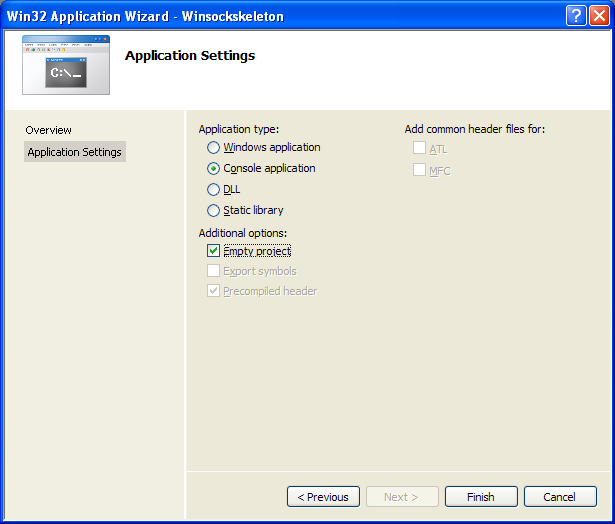 Win32 Application Wizard - Winsockskeleton
Application Settings
C:\_
Overview
Application Settings
Application type:
Windows application
Console application
DLL
Static library
Additional options:
Empty project
Export symbols
Precompiled header
Add common header files for:
ATL
MFC
< Previous
Next >
Finish
Cancel